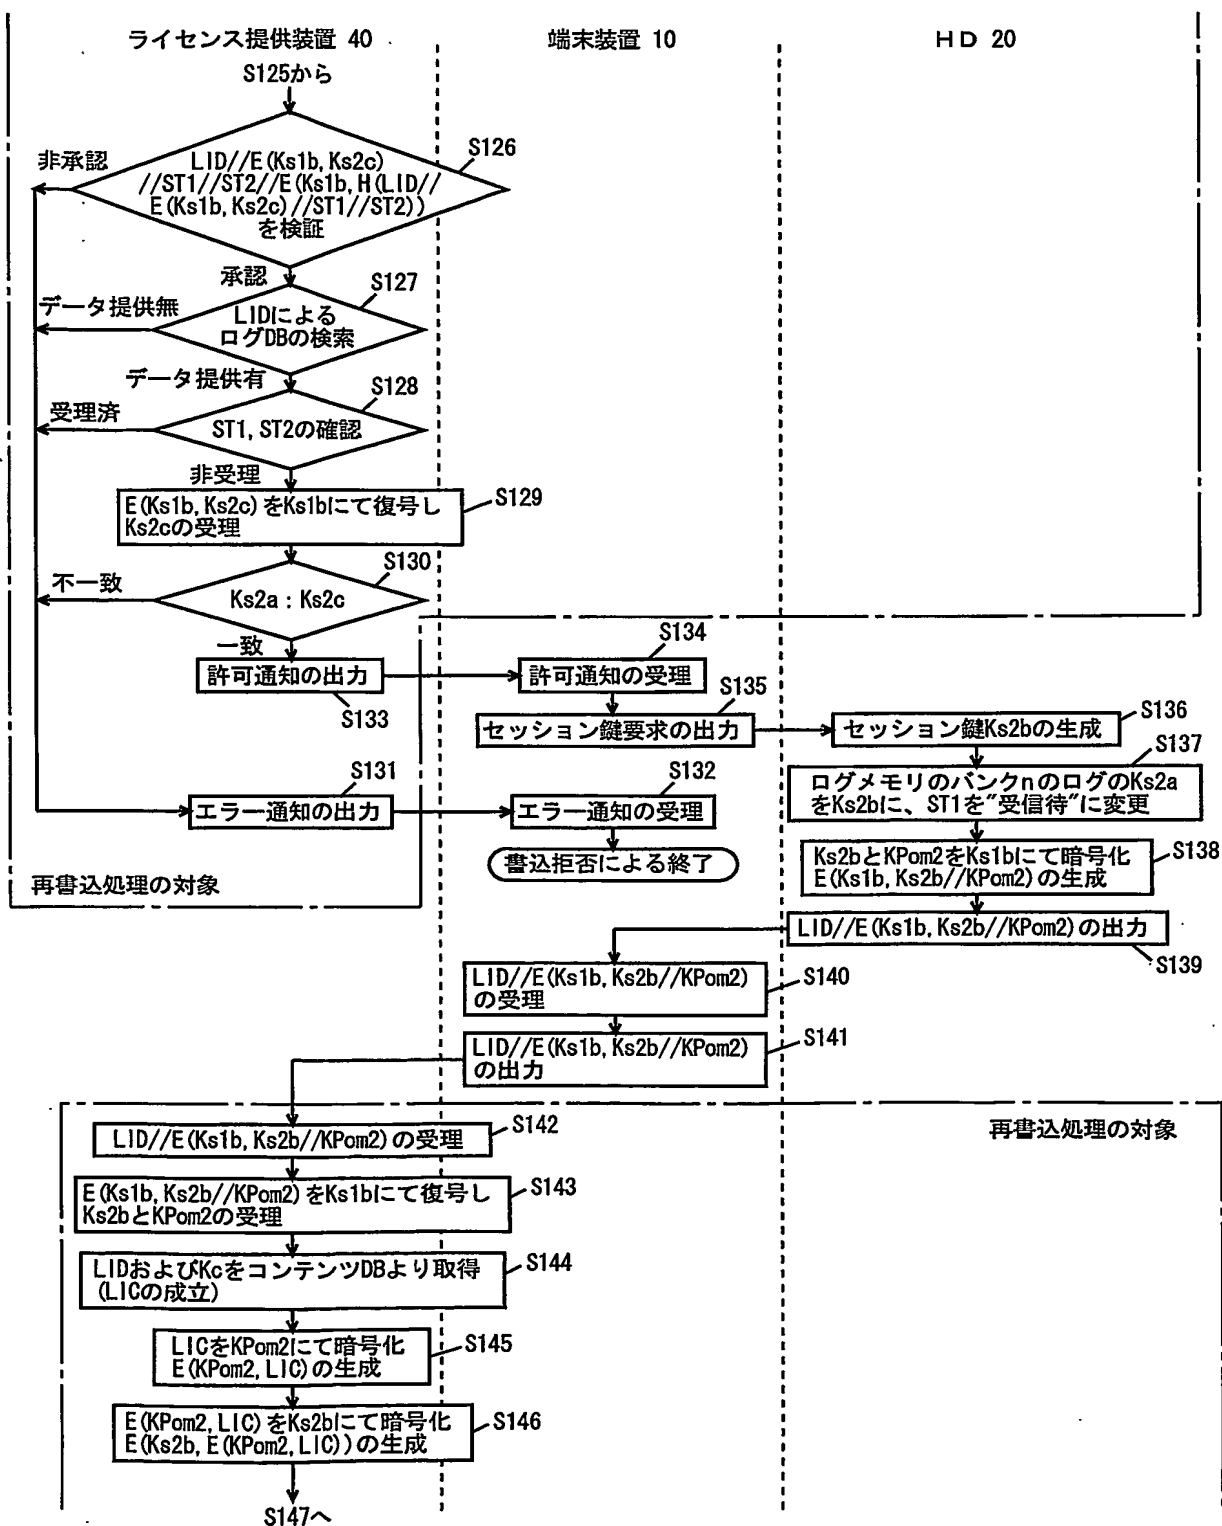 ライセンス提供装置 40
端末装置 10
HD 20
S125から
S126
非承認
LID//E(Ks1b,Ks2c)
//ST1//ST2//E(Ks1b,H(LID//
E(Ks1b,Ks2c)//ST1//ST2))
を検証
承認
S127
データ提供無
LIDによる
ログDBの検索
データ提供有
S128
受理済
ST1,ST2の確認
非受理
E(Ks1b,Ks2c)をKs1bにて復号し
Ks2cの受理
S129
S130
不一致
Ks2a:Ks2c
一致
S134
許可通知の出力
許可通知の受理
S133
S135
セッション鍵要求の出力
セッション鍵Ks2bの生成
S136
S137
ログメモリのバンクnのログのKs2a
をKs2bに、ST1を"受信待"に変更
S131
S132
エラー通知の出力
エラー通知の受理
書込拒否による終了
Ks2bとKPom2をKs1bにて暗号化
E(Ks1b,Ks2b//KPom2)の生成
S138
再書込処理の対象
LID//E(Ks1b,Ks2b//KPom2)の出力
S139
LID//E(Ks1b,Ks2b//KPom2)
の受理
S140
LID//E(Ks1b,Ks2b//KPom2)
の出力
S141
再書込処理の対象
LID//E(Ks1b,Ks2b//KPom2)の受理
S142
E(Ks1b,Ks2b//KPom2)をKs1bにて復号し
Ks2bとKPom2の受理
S143
LIDおよびKcをコンテンツDBより取得
(LICの成立)
S144
LICをKPom2にて暗号化
E(KPom2,LIC)の生成
S145
E(KPom2,LIC)をKs2bにて暗号化
E(Ks2b,E(KPom2,LIC))の生成
S146
S147へ